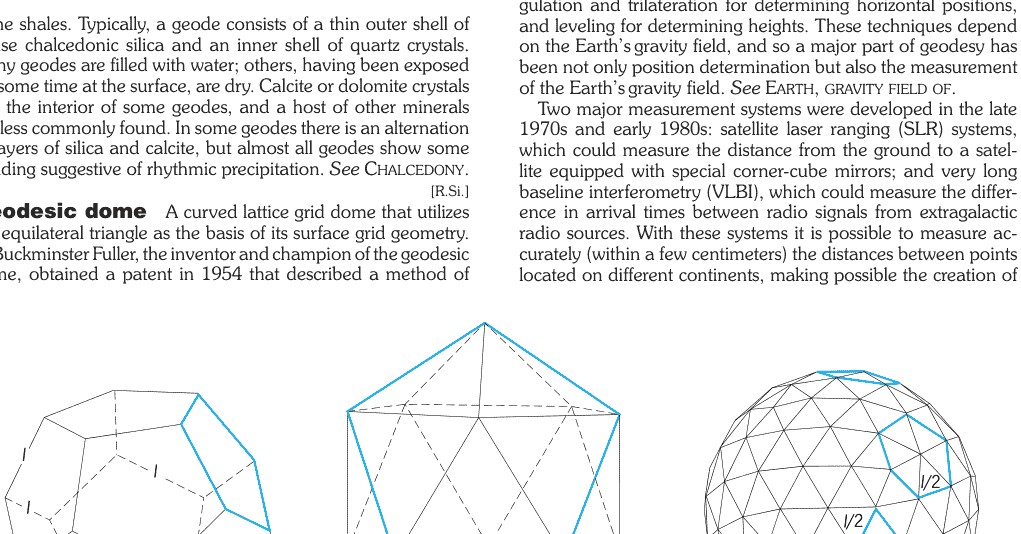 ne shales. Typically, a geode consists of a thin outer shell of
se chalcedonic silica and an inner shell of quartz crystals.
ny geodes are filled with water; others, having been exposed
some time at the surface, are dry. Calcite or dolomite crystals
the interior of some geodes, and a host of other minerals
less commonly found. In some geodes there is an alternation
ayers of silica and calcite, but almost all geodes show some
ding suggestive of rhythmic precipitation. See CHALCEDONY.
[R.Si.]
eodesic dome A curved lattice grid dome that utilizes
equilateral triangle as the basis of its surface grid geometry.
Buckminster Fuller, the inventor and champion of the geodesic
me, obtained a patent in 1954 that described a method of
gulation and trilateration for determining horizontal positions,
and leveling for determining heights. These techniques depend
on the Earth's gravity field, and so a major part of geodesy has
been not only position determination but also the measurement
of the Earth's gravity field. See EARTH, GRAVITY FIELD OF.
Two major measurement systems were developed in the late
1970s and early 1980s: satellite laser ranging (SLR) systems,
which could measure the distance from the ground to a satel-
lite equipped with special corner-cube mirrors; and very long
baseline interferometry (VLBI), which could measure the differ-
ence in arrival times between radio signals from extragalactic
radio sources. With these systems it is possible to measure ac-
curately (within a few centimeters) the distances between points
located on different continents, making possible the creation of
l
l
l
l/2
l/2